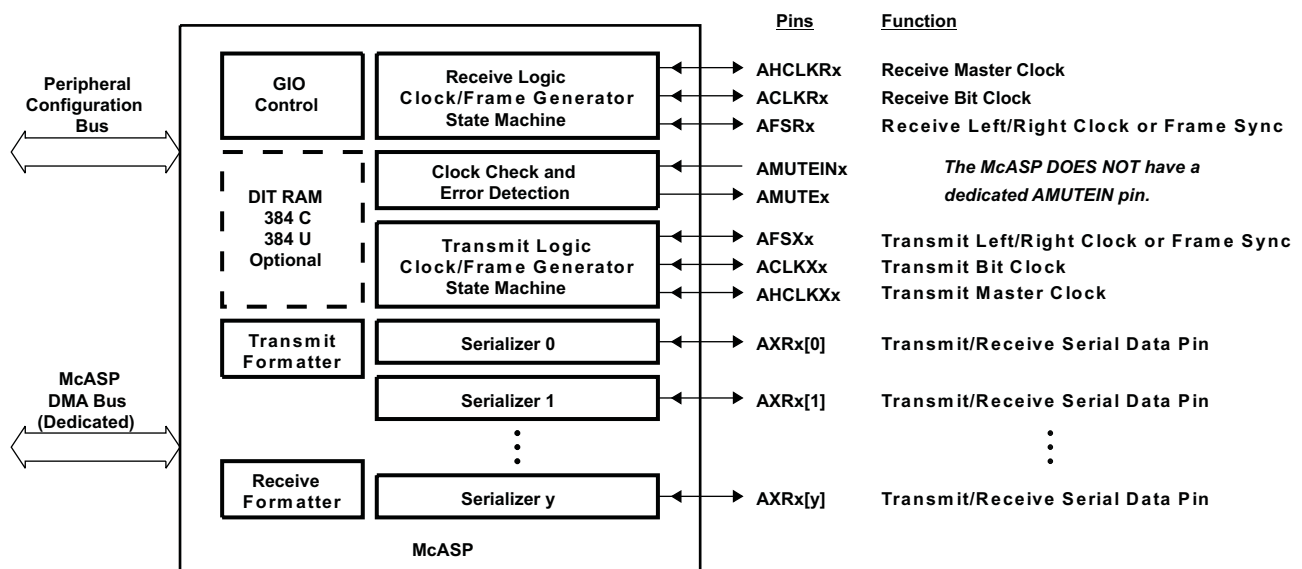 Pins Function
Peripheral
Configuration
Bus
GIO
Control
Receive Logic
Clock/Frame Generator
State Machine
AHCLKRx Receive Master Clock
ACLKRx Receive Bit Clock
AFSRx Receive Left/Right Clock or Frame Sync
DIT RAM
384 C
384 U
Optional
Clock Check and
Error Detection
AMUTEINx
AMUTEx
The McASP DOES NOT have a
dedicated AMUTEIN pin.
Transmit Logic
Clock/Frame Generator
State Machine
AFSXx Transmit Left/Right Clock or Frame Sync
ACLKXx Transmit Bit Clock
AHCLKXx Transmit Master Clock
Transmit
Formatter
Serializer 0
AXRx[0] Transmit/Receive Serial Data Pin
McASP
DMA Bus
(Dedicated)
Serializer 1
AXRx[1] Transmit/Receive Serial Data Pin
Receive
Formatter
Serializer y
AXRx[y] Transmit/Receive Serial Data Pin
McASP